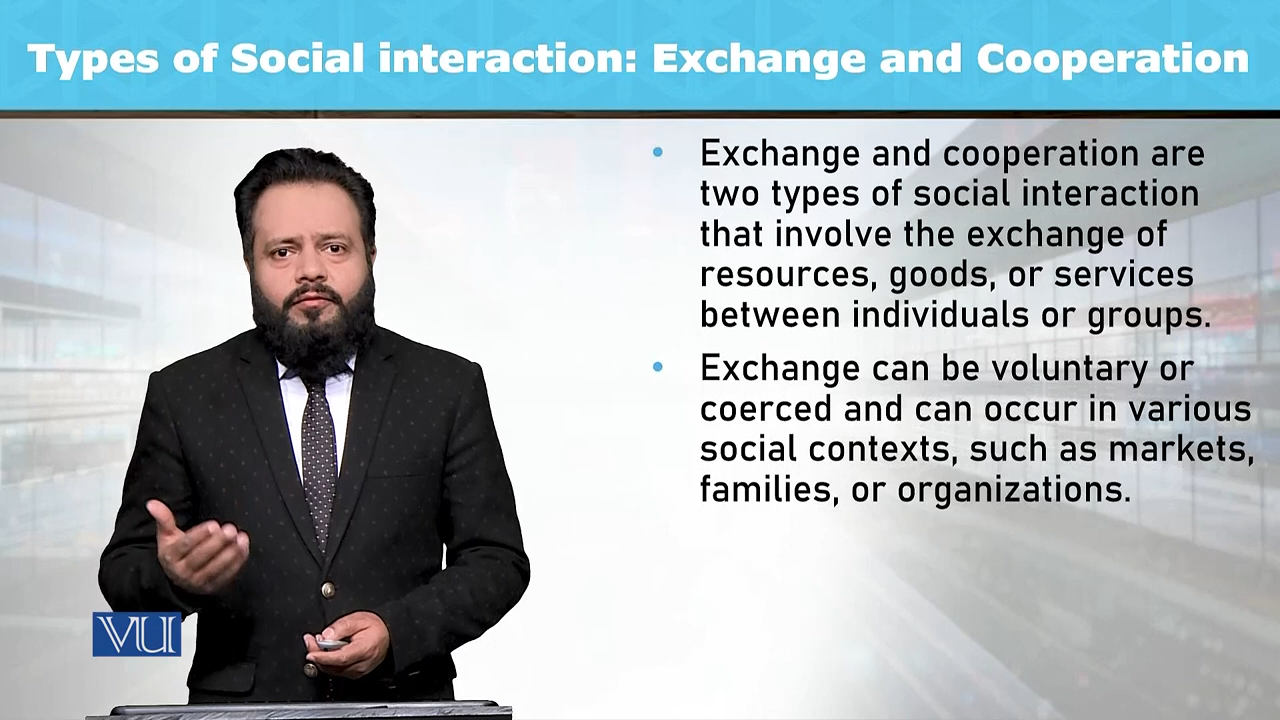 Types of Social interaction: Exchange and Cooperation
• Exchange and cooperation are
two types of social interaction
that involve the exchange of
resources, goods, or services
between individuals or groups.
• Exchange can be voluntary or
coerced and can occur in various
social contexts, such as markets,
families, or organizations.
VU